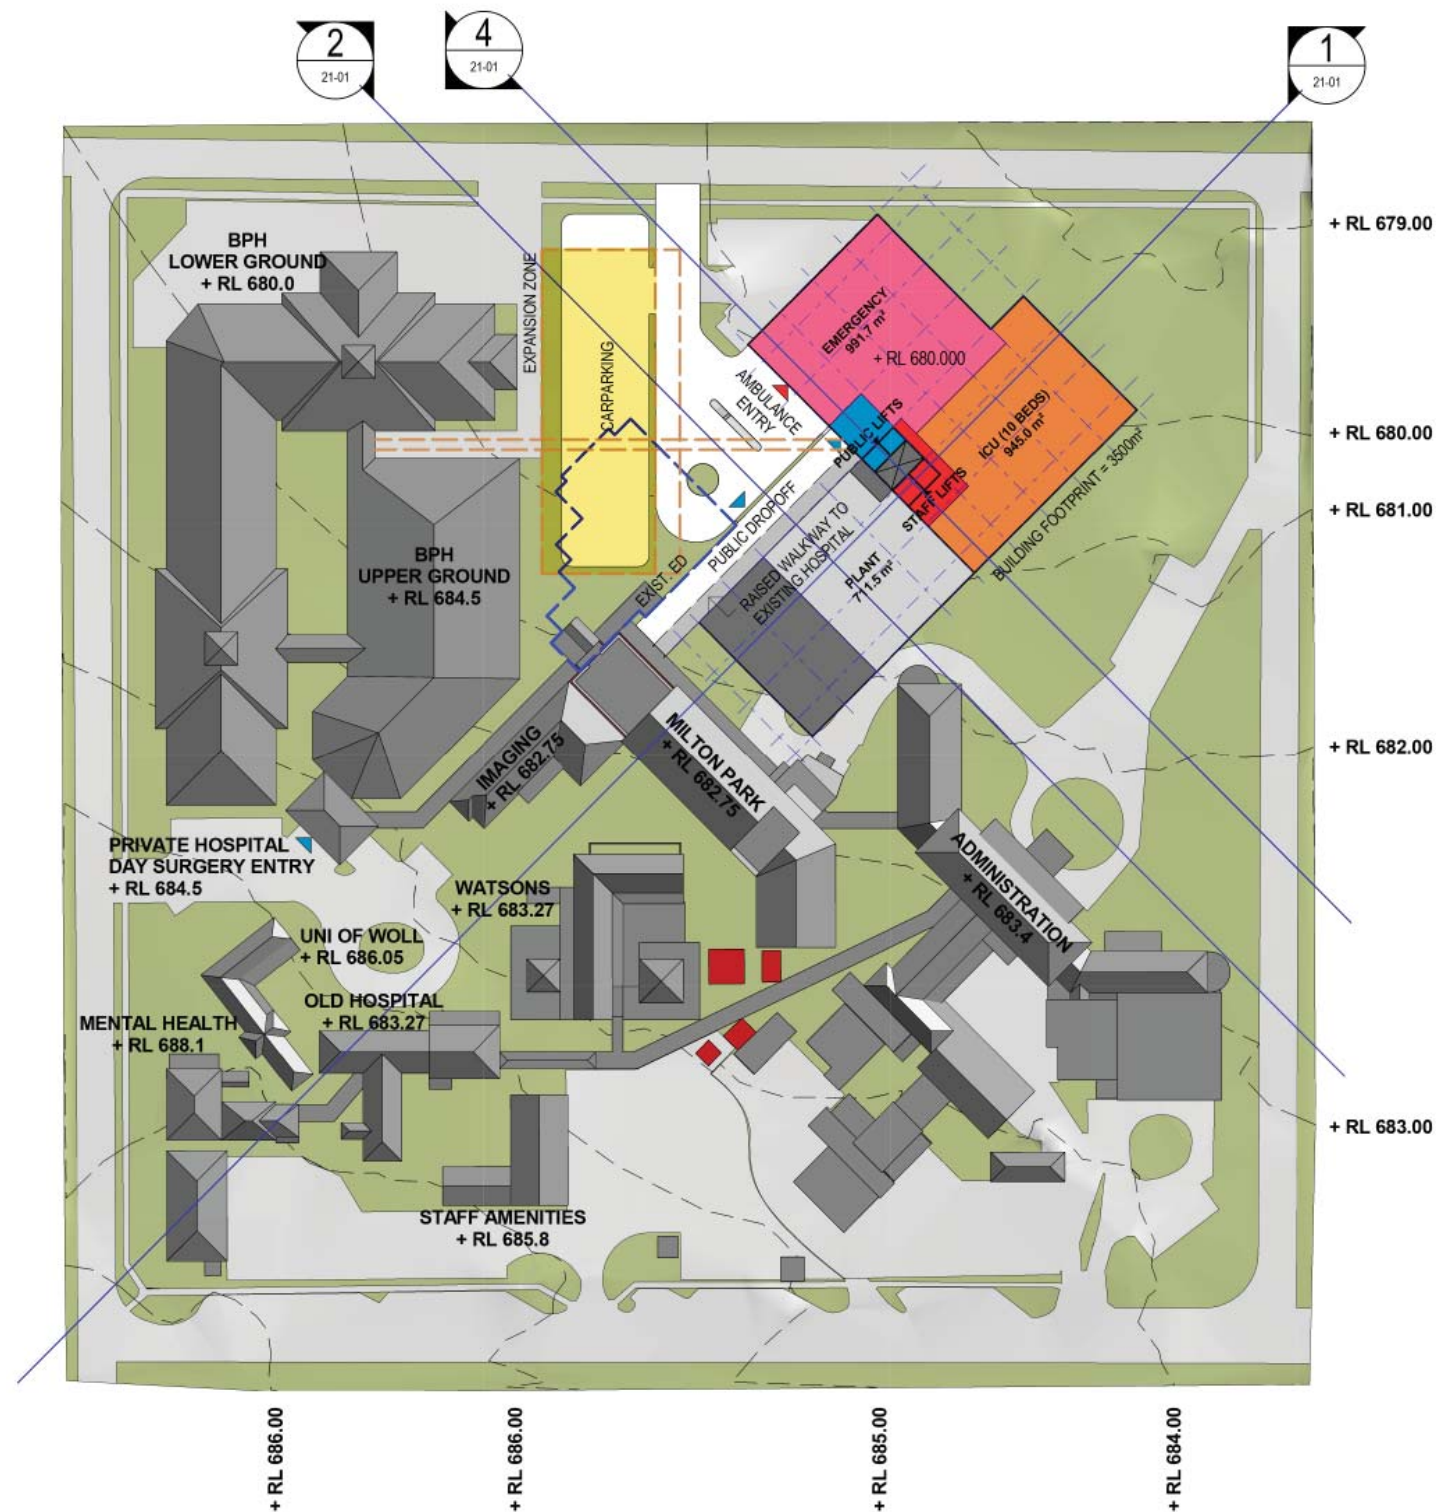 2
21-01
4
21-01
1
21-01
+ RL 679.00
BPH
LOWER GROUND
+ RL 680.0
EXPANSION ZONE
CARPARKING
EMERGENCY
991.7 m²
+ RL 680.000
AMBULANCE
ENTRY
PUBLIC LIFTS
ICU (10 BEDS)
945.0 m²
STAFF LIFTS
BUILDING FOOTPRINT = 3500m²
+ RL 680.00
+ RL 681.00
PUBLIC DROPOFF
RAISED WALKWAY TO
EXISTING HOSPITAL
PLANT
711.5 m²
EXIST. ED
BPH
UPPER GROUND
+ RL 684.5
IMAGING
+ RL 682.75
MILTON PARK
+ RL 682.75
+ RL 682.00
PRIVATE HOSPITAL
DAY SURGERY ENTRY
+ RL 684.5
WATSONS
+ RL 683.27
ADMINISTRATION
+ RL 683.4
UNI OF WOLL
+ RL 686.05
OLD HOSPITAL
+ RL 683.27
MENTAL HEALTH
+ RL 688.1
+ RL 683.00
STAFF AMENITIES
+ RL 685.8
+ RL 686.00
+ RL 686.00
+ RL 685.00
+ RL 684.00